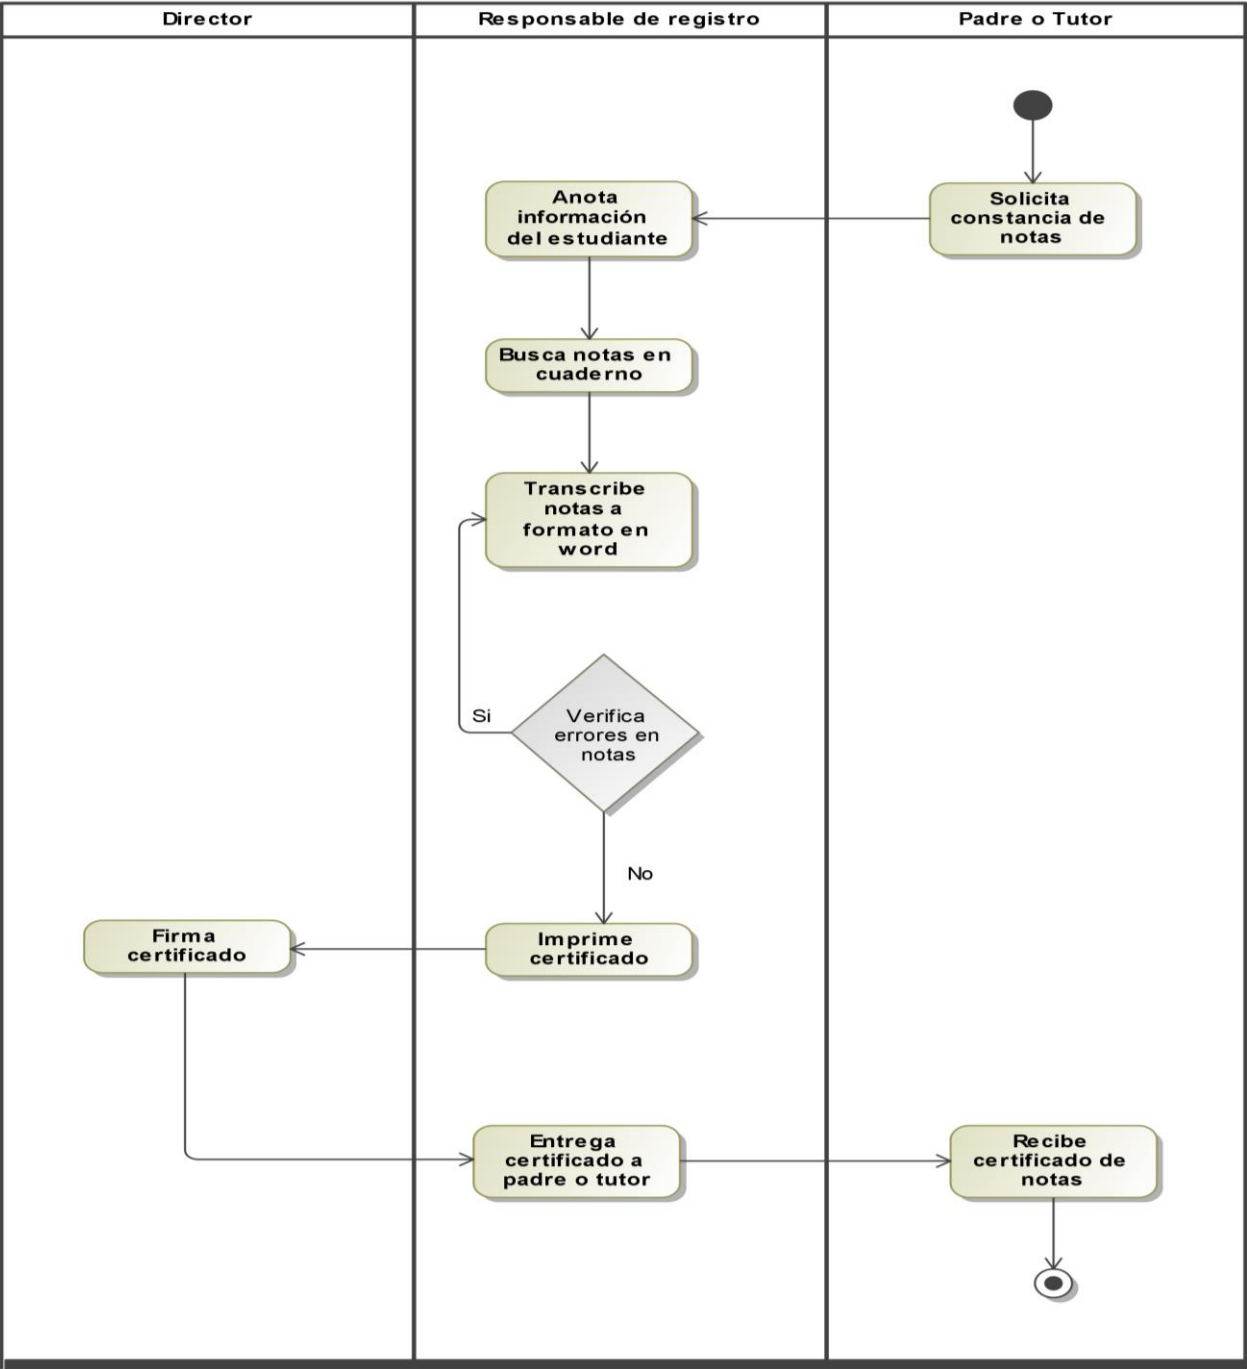 Director
Responsable de registro
Padre o Tutor
Solicita
constancia de
notas
Anota
información
del estudiante
Busca notas en
cuaderno
Transcribe
notas a
formato en
word
Verifica
errores en
notas
Si
No
Imprime
certificado
Firma
certificado
Entrega
certificado a
padre o tutor
Recibe
certificado de
notas